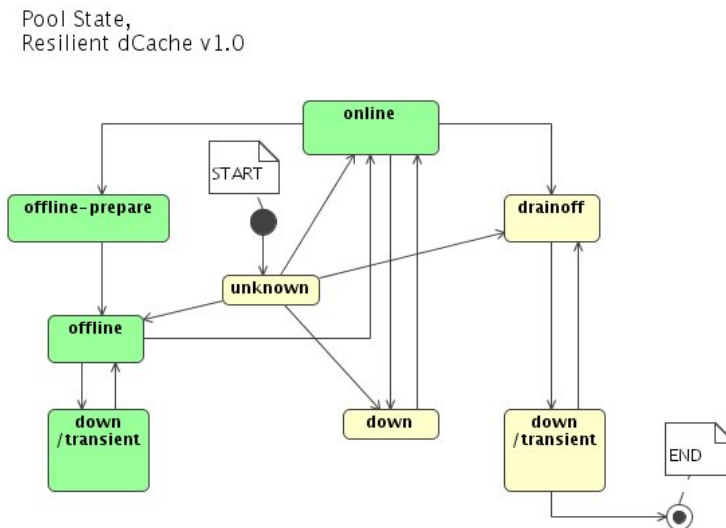 Pool State,
Resilient dCache v1.0
online
START
offline-prepare
drainoff
unknown
offline
down
/transient
down
down
/transient
END